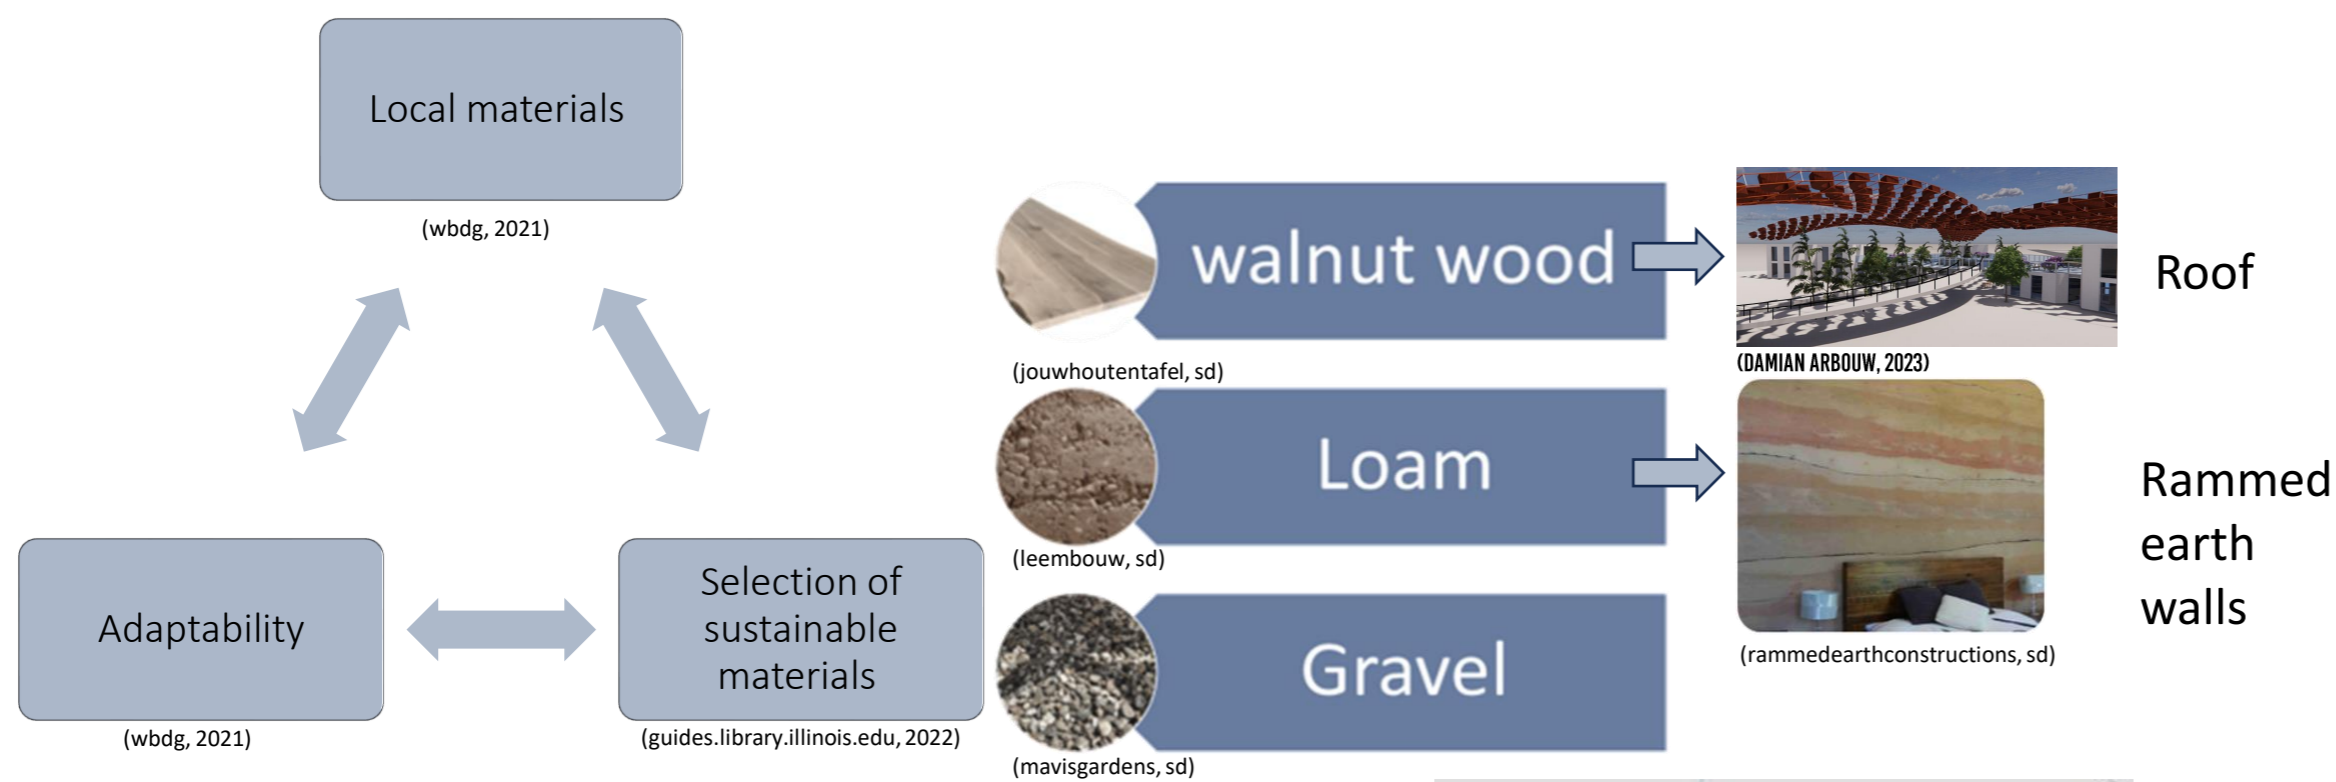 Local materials
(wbdg, 2021)
Adaptability
(wbdg, 2021)
Selection of
sustainable
materials
(guides.library.illinois.edu, 2022)
walnut wood
(jouwhoutentafel, sd)
Loam
(leembouw, sd)
Gravel
(mavisgardens, sd)
(DAMIAN ARBOUW, 2023)
Roof
(rammedearthconstructions, sd)
Rammed
earth
walls